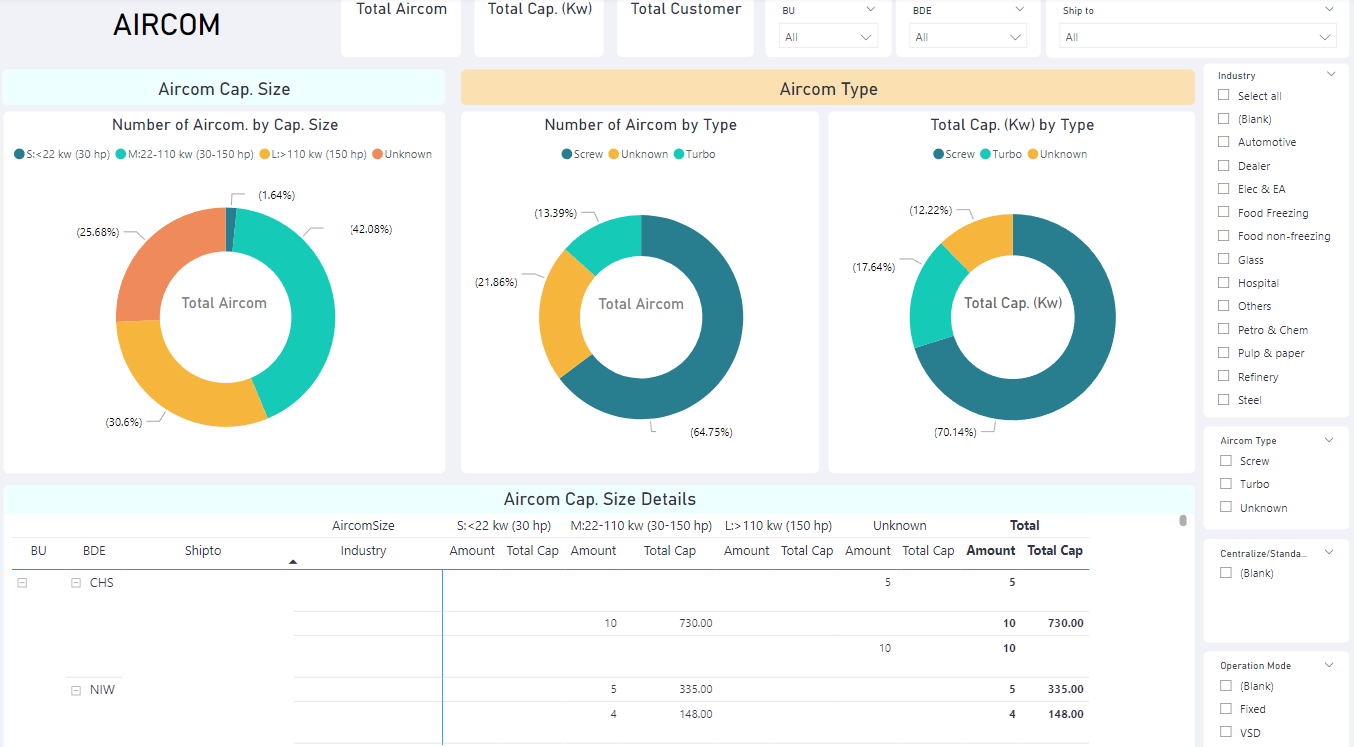 AIRCOM
Total Aircom
Total Cap. (Kw)
Total Customer
BU
All
BDE
All
Ship to
All
Aircom Cap. Size
Aircom Type
Number of Aircom. by Cap. Size
S:<22 kw (30 hp) M:22-110 kw (30-150 hp) L:>110 kw (150 hp) Unknown
(1.64%)
(42.08%)
(25.68%)
(30.6%)
Total Aircom
Number of Aircom by Type
Screw Unknown Turbo
(13.39%)
(21.86%)
(64.75%)
Total Aircom
Total Cap. (Kw) by Type
Screw Turbo Unknown
(12.22%)
(17.64%)
(70.14%)
Total Cap. (Kw)
Industry
Select all
(Blank)
Automotive
Dealer
Elec & EA
Food Freezing
Food non-freezing
Glass
Hospital
Others
Petro & Chem
Pulp & paper
Refinery
Steel
Aircom Type
Screw
Turbo
Unknown
Centralize/Standa...
(Blank)
Operation Mode
(Blank)
Fixed
VSD
Aircom Cap. Size Details
AircomSize S:<22 kw (30 hp) M:22-110 kw (30-150 hp) L:>110 kw (150 hp) Unknown Total
BU BDE Shipto Industry Amount Total Cap Amount Total Cap Amount Total Cap Amount Total Cap Amount Total Cap
CHS 5 5
10 730.00 10 730.00
10 10
NIW 5 335.00 5 335.00
4 148.00 4 148.00